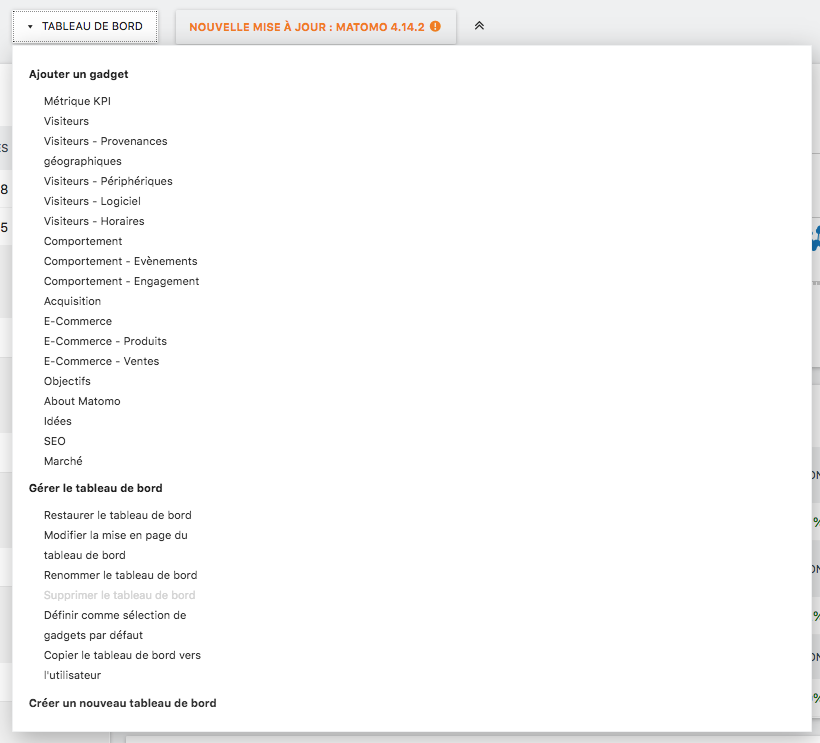 TABLEAU DE BORD
NOUVELLE MISE À JOUR : MATOMO 4.14.2
Ajouter un gadget
Métrique KPI
Visiteurs
Visiteurs - Provenances
géographiques
Visiteurs - Périphériques
Visiteurs - Logiciel
Visiteurs - Horaires
Comportement
Comportement - Evènements
Comportement - Engagement
Acquisition
E-Commerce
E-Commerce - Produits
E-Commerce - Ventes
Objectifs
About Matomo
Idées
SEO
Marché
Gérer le tableau de bord
Restaurer le tableau de bord
Modifier la mise en page du
tableau de bord
Renommer le tableau de bord
Supprimer le tableau de bord
Définir comme sélection de
gadgets par défaut
Copier le tableau de bord vers
l'utilisateur
Créer un nouveau tableau de bord